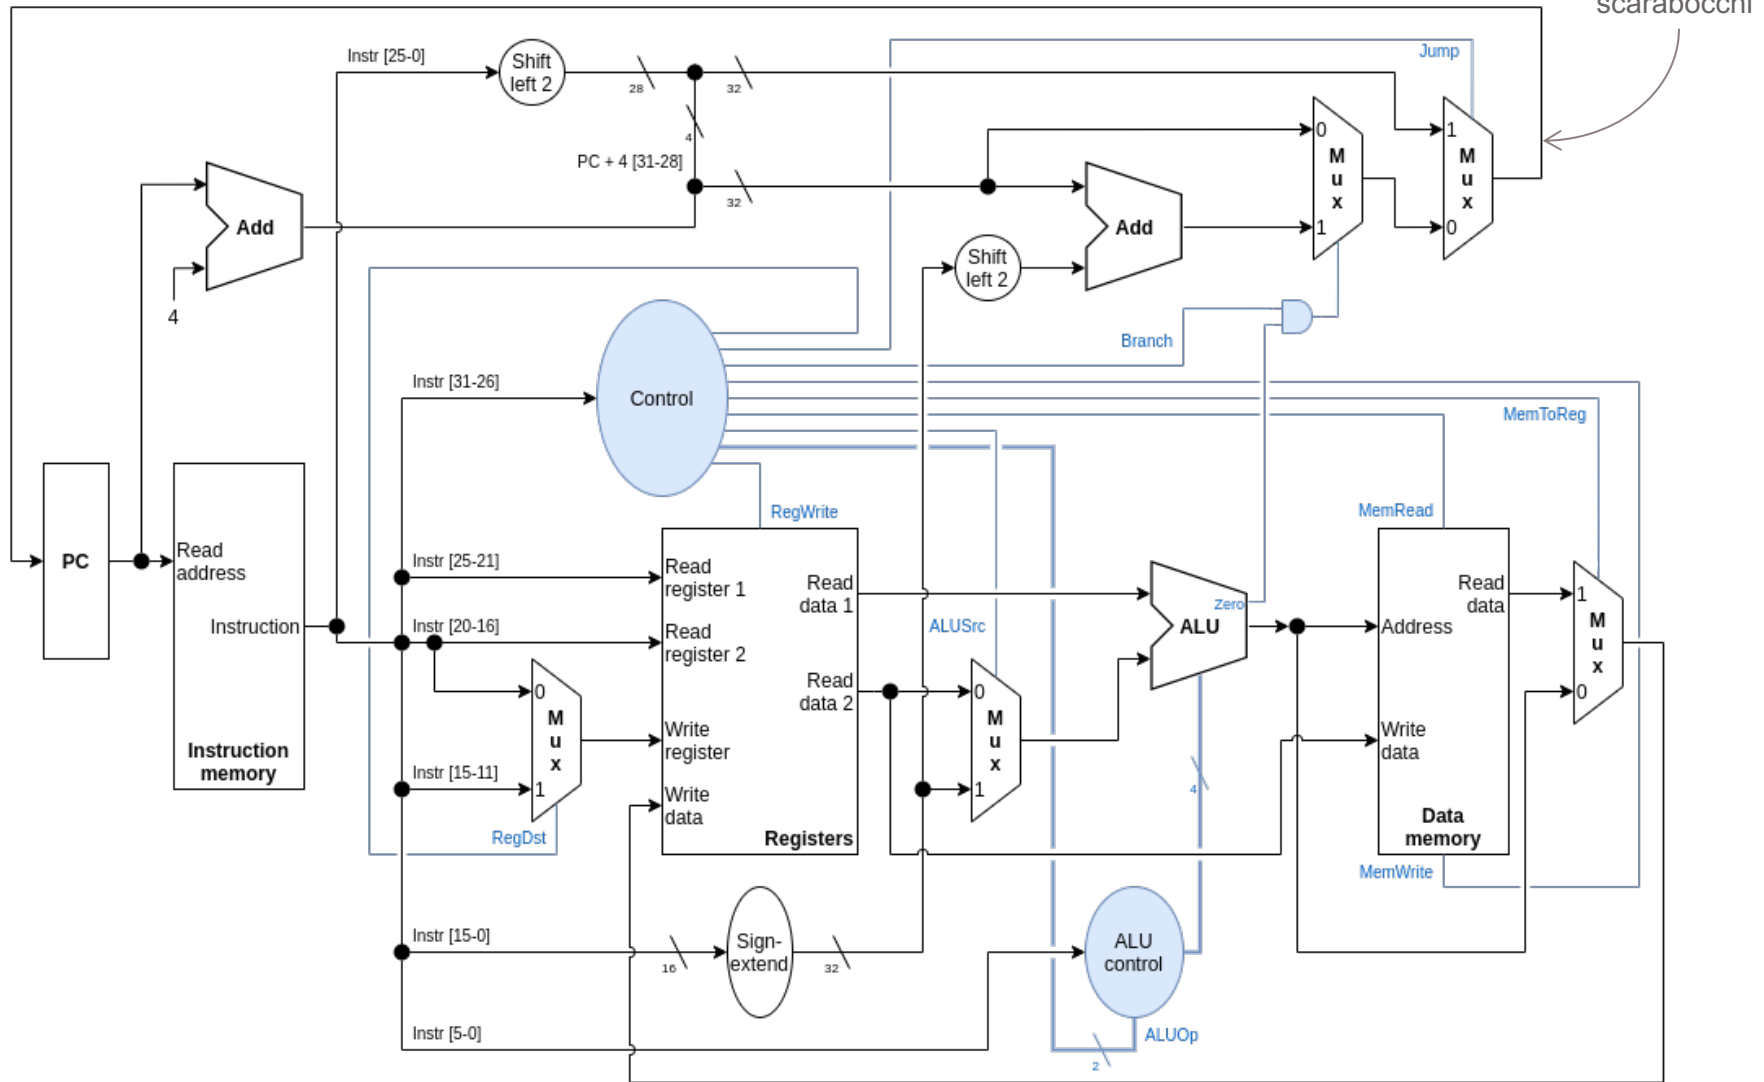 scarabocchi
Instr [25-0]
Shift
left 2
28
32
Jump
4
PC + 4 [31-28]
32
0
M
u
x
1
1
M
u
x
0
Add
4
Add
Shift
left 2
Branch
Instr [31-26]
Control
MemToReg
RegWrite
MemRead
PC
Read
address
Instruction
Instruction
memory
Instr [25-21]
Instr [20-16]
Instr [15-11]
0
M
u
x
1
RegDst
Read
register 1
Read
register 2
Write
register
Write
data
Read
data 1
Read
data 2
Registers
ALUSrc
0
M
u
x
1
Zero
ALU
4
Address
Write
data
Read
data
Data
memory
MemWrite
1
M
u
x
0
Instr [15-0]
16
Sign-
extend
32
ALU
control
Instr [5-0]
ALUOp
2